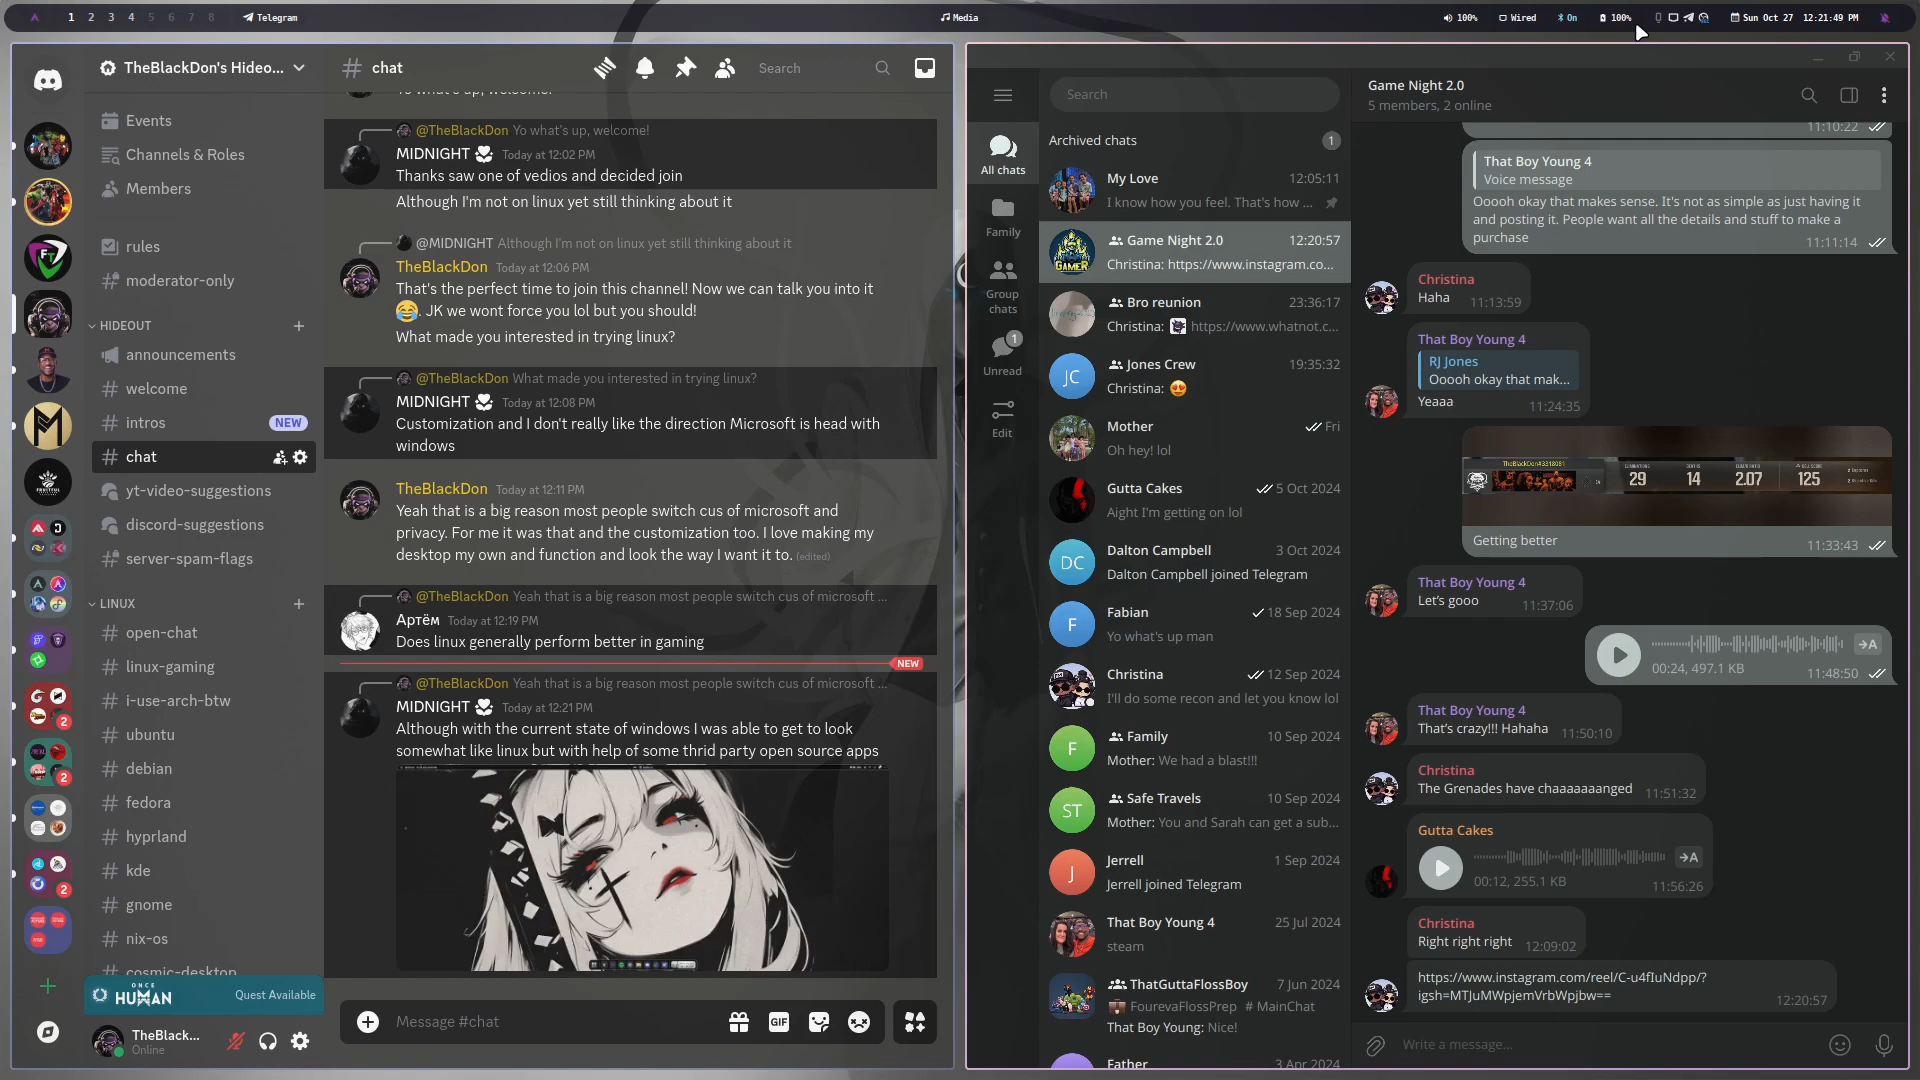 1 2 3 4 5 6 7 8 Telegram
Media
100% Wired On 100% Sun Oct 27 12:21:49 PM
TheBlackDon's Hideo...
Events
Channels & Roles
Members
rules
moderator-only
HIDEOUT
announcements
welcome
intros NEW
chat
yt-video-suggestions
discord-suggestions
server-spam-flags
LINUX
open-chat
linux-gaming
i-use-arch-btw
ubuntu
debian
fedora
hyprland
kde
gnome
nix-os
cosmic-desktop
ONCE HUMAN Quest Available
TheBlack...
Online
FT
M
2
2
2
# chat
Search
Yo what's up, welcome!
@TheBlackDon Yo what's up, welcome!
MIDNIGHT Today at 12:02 PM
Thanks saw one of vedios and decided join
Although I'm not on linux yet still thinking about it
@MIDNIGHT Although I'm not on linux yet still thinking about it
TheBlackDon Today at 12:06 PM
That's the perfect time to join this channel! Now we can talk you into it
😂. JK we wont force you lol but you should!
What made you interested in trying linux?
@TheBlackDon What made you interested in trying linux?
MIDNIGHT Today at 12:08 PM
Customization and I don't really like the direction Microsoft is head with
windows
TheBlackDon Today at 12:11 PM
Yeah that is a big reason most people switch cus of microsoft and
privacy. For me it was that and the customization too. I love making my
desktop my own and function and look the way I want it to. (edited)
@TheBlackDon Yeah that is a big reason most people switch cus of microsoft ...
Артём Today at 12:19 PM
Does linux generally perform better in gaming
NEW
@TheBlackDon Yeah that is a big reason most people switch cus of microsoft ...
MIDNIGHT Today at 12:21 PM
Although with the current state of windows I was able to get to look
somewhat like linux but with help of some thrid party open source apps
Message #chat
GIF
All chats
Family
Group
chats
1
Unread
Edit
Search
Archived chats 1
My Love 12:05:11
I know how you feel. That's how ...
Game Night 2.0 12:20:57
Christina: https://www.instagram.co...
GAMER
Bro reunion 23:36:17
Christina: https://www.whatnot.c...
JC Jones Crew 19:35:32
Christina: 😍
Mother Fri
Oh hey! lol
Gutta Cakes 5 Oct 2024
Aight I'm getting on lol
DC Dalton Campbell 3 Oct 2024
Dalton Campbell joined Telegram
F Fabian 18 Sep 2024
Yo what's up man
Christina 12 Sep 2024
I'll do some recon and let you know lol
F Family 10 Sep 2024
Mother: We had a blast!!!
ST Safe Travels 10 Sep 2024
Mother: You and Sarah can get a sub...
J Jerrell 1 Sep 2024
Jerrell joined Telegram
That Boy Young 4 25 Jul 2024
steam
ThatGuttaFlossBoy 7 Jun 2024
FourevaFlossPrep # MainChat
That Boy Young: Nice!
Father 3 Apr 2024
Game Night 2.0
5 members, 2 online
11:10:22
That Boy Young 4
Voice message
Ooooh okay that makes sense. It's not as simple as just having it
and posting it. People want all the details and stuff to make a
purchase
11:11:14
Christina
Haha 11:13:59
That Boy Young 4
RJ Jones
Ooooh okay that mak...
Yeaaa 11:24:35
TheBlackDon#3318081
29 14 2.07 125
Getting better 11:33:43
That Boy Young 4
Let's gooo 11:37:06
→A
00:24, 497.1 KB 11:48:50
That Boy Young 4
That's crazy!!! Hahaha 11:50:10
Christina
The Grenades have chaaaaaaanged 11:51:32
Gutta Cakes
→A
00:12, 255.1 KB 11:56:26
Christina
Right right right 12:09:02
https://www.instagram.com/reel/C-u4fIuNdpp/?
igsh=MTJuMWpjemVrbWpjbw==
12:20:57
Write a message...